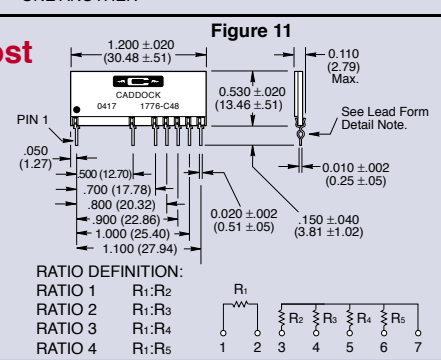 ONE ANOTHER
Figure 11
ost
1.200 ±.020
(30.48 ±.51)
0.110
(2.79)
Max.
CADDOCK
0417 1776-C48
0.530 ±.020
(13.46 ±.51)
PIN 1
See Lead Form
Detail Note.
.050
(1.27)
.500 (12.70)
.700 (17.78)
.800 (20.32)
.900 (22.86)
1.000 (25.40)
1.100 (27.94)
0.020 ±.002
(0.51 ±.05)
.150 ±.040
(3.81 ±1.02)
0.010 ±.002
(0.25 ±.05)
RATIO DEFINITION:
RATIO 1 R1:R2
RATIO 2 R1:R3
RATIO 3 R1:R4
RATIO 4 R1:R5
R1
R2 R3 R4 R5
1 2 3 4 5 6 7